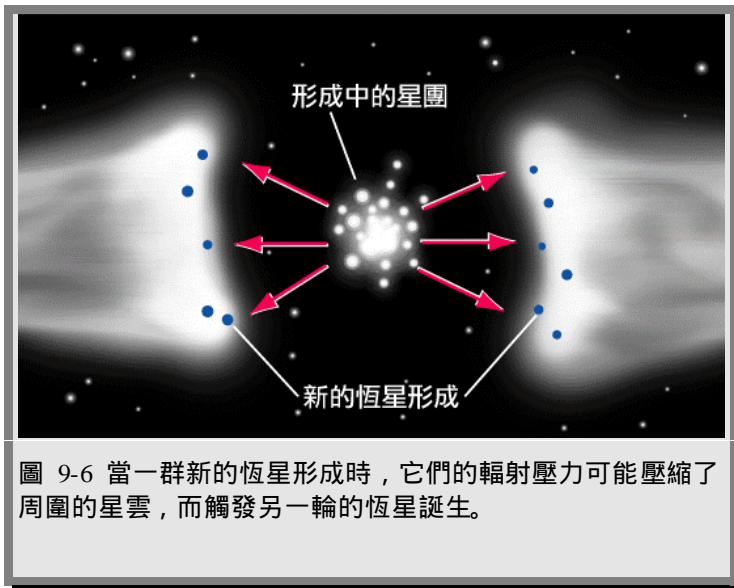 形成中的星團
新的恆星形成
圖 9-6 當一群新的恆星形成時，它們的輻射壓力可能壓縮了
周圍的星雲，而觸發另一輪的恆星誕生。